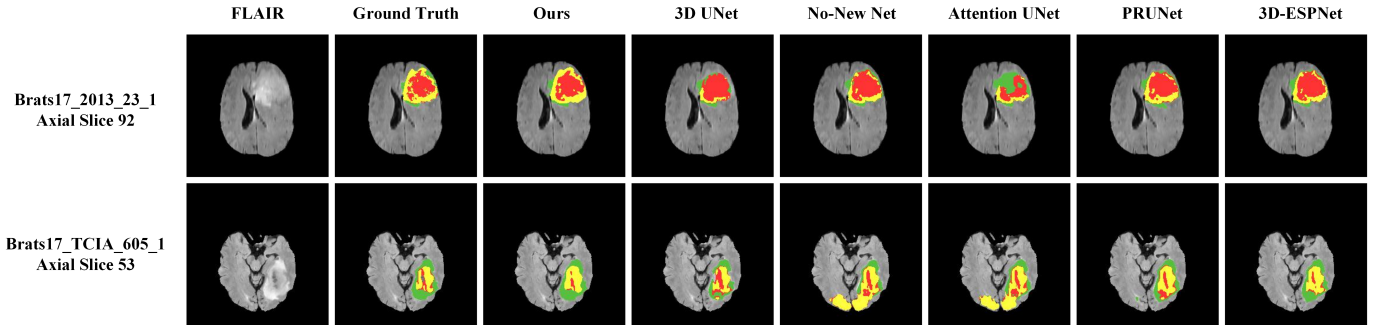 FLAIR Ground Truth Ours 3D UNet No-New Net Attention UNet PRUNet 3D-ESPNet
Brats17_2013_23_1
Axial Slice 92
Brats17_TCIA_605_1
Axial Slice 53